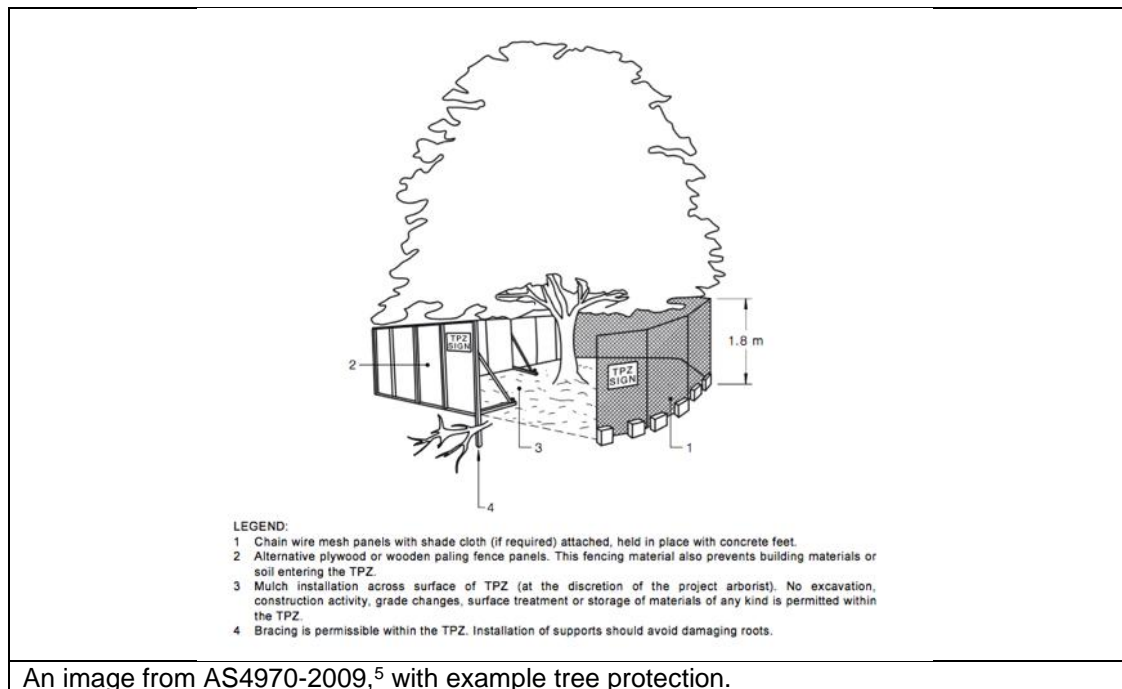 TPZ
SIGN
1.8 m
TPZ
SIGN
2
3
1
4
LEGEND:
1 Chain wire mesh panels with shade cloth (if required) attached, held in place with concrete feet.
2 Alternative plywood or wooden paling fence panels. This fencing material also prevents building materials or
soil entering the TPZ.
3 Mulch installation across surface of TPZ (at the discretion of the project arborist). No excavation,
construction activity, grade changes, surface treatment or storage of materials of any kind is permitted within
the TPZ.
4 Bracing is permissible within the TPZ. Installation of supports should avoid damaging roots.
An image from AS4970-2009,⁵ with example tree protection.